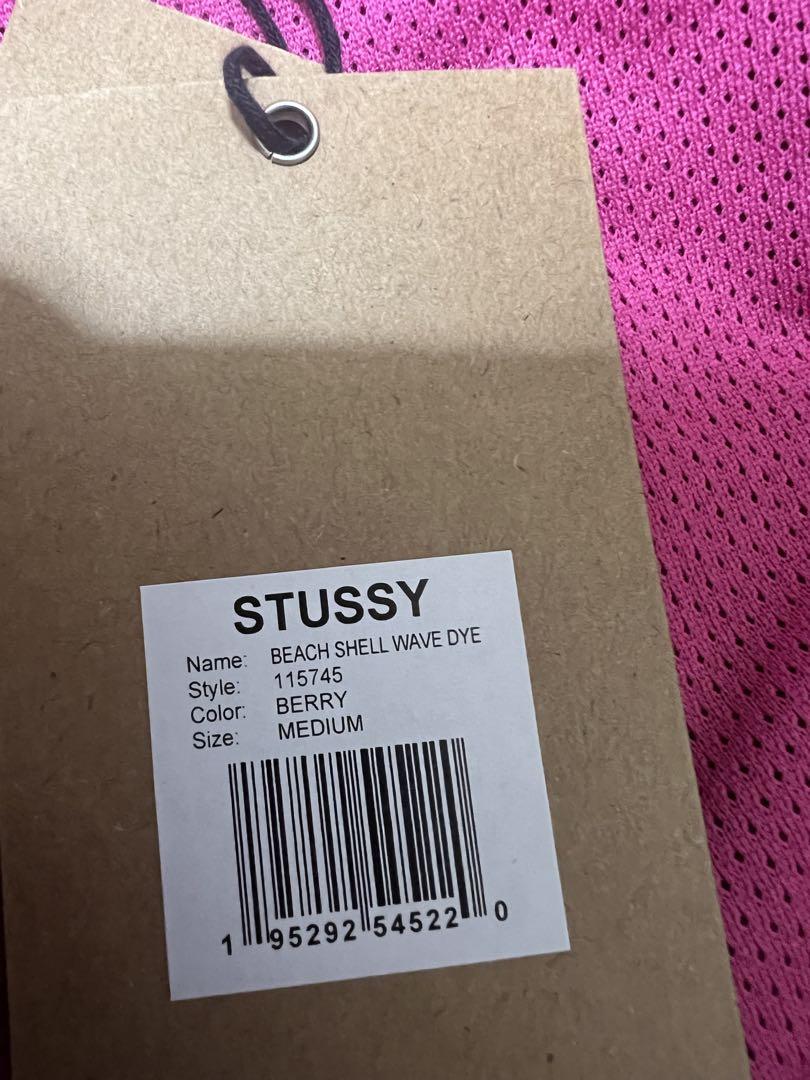 STUSSY
Name: BEACH SHELL WAVE DYE
Style: 115745
Color: BERRY
Size: MEDIUM
1 95292 54522 0